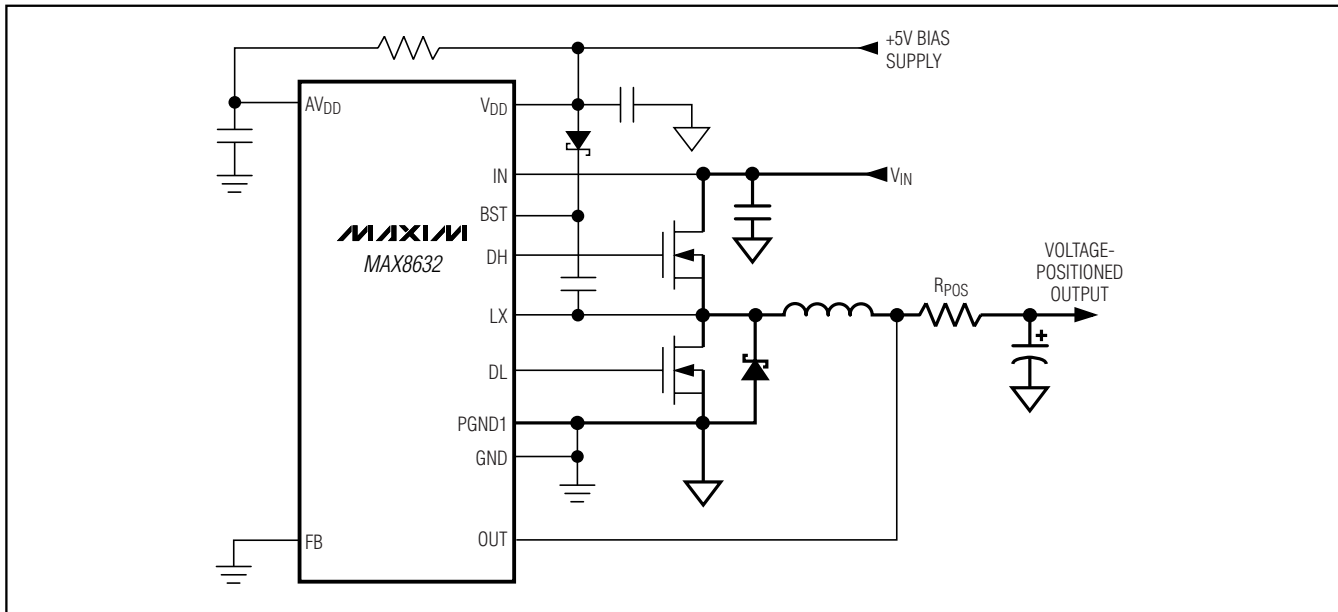 +5V BIAS
SUPPLY
AVDD
VDD
IN
VIN
BST
MAXIM
MAX8632
DH
VOLTAGE-
POSITIONED
OUTPUT
RPOS
LX
+
DL
PGND1
GND
FB
OUT